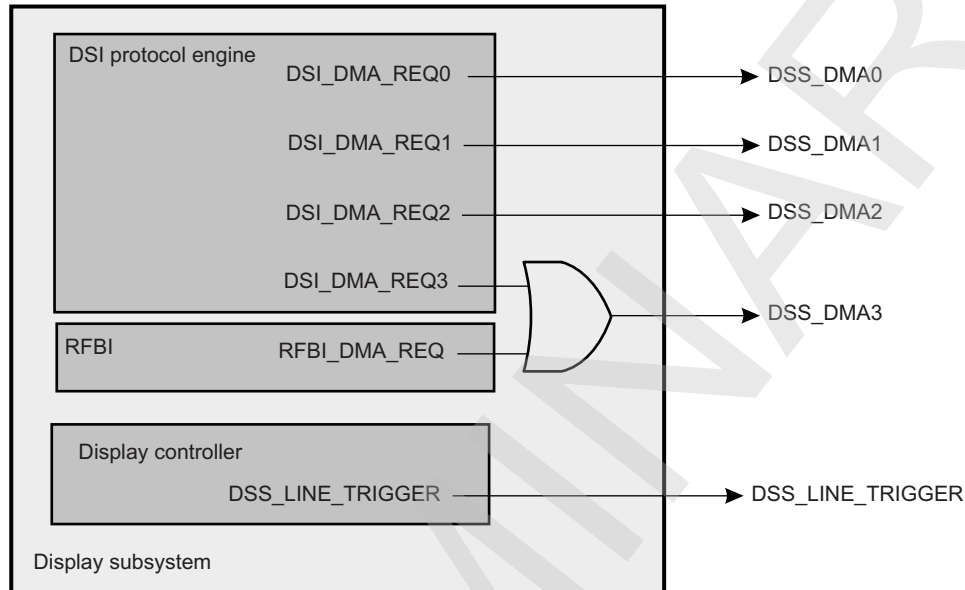 DSI protocol engine
DSI_DMA_REQ0
DSS_DMA0
DSI_DMA_REQ1
DSS_DMA1
DSI_DMA_REQ2
DSS_DMA2
DSI_DMA_REQ3
DSS_DMA3
RFBI
RFBI_DMA_REQ
Display controller
DSS_LINE_TRIGGER
DSS_LINE_TRIGGER
Display subsystem